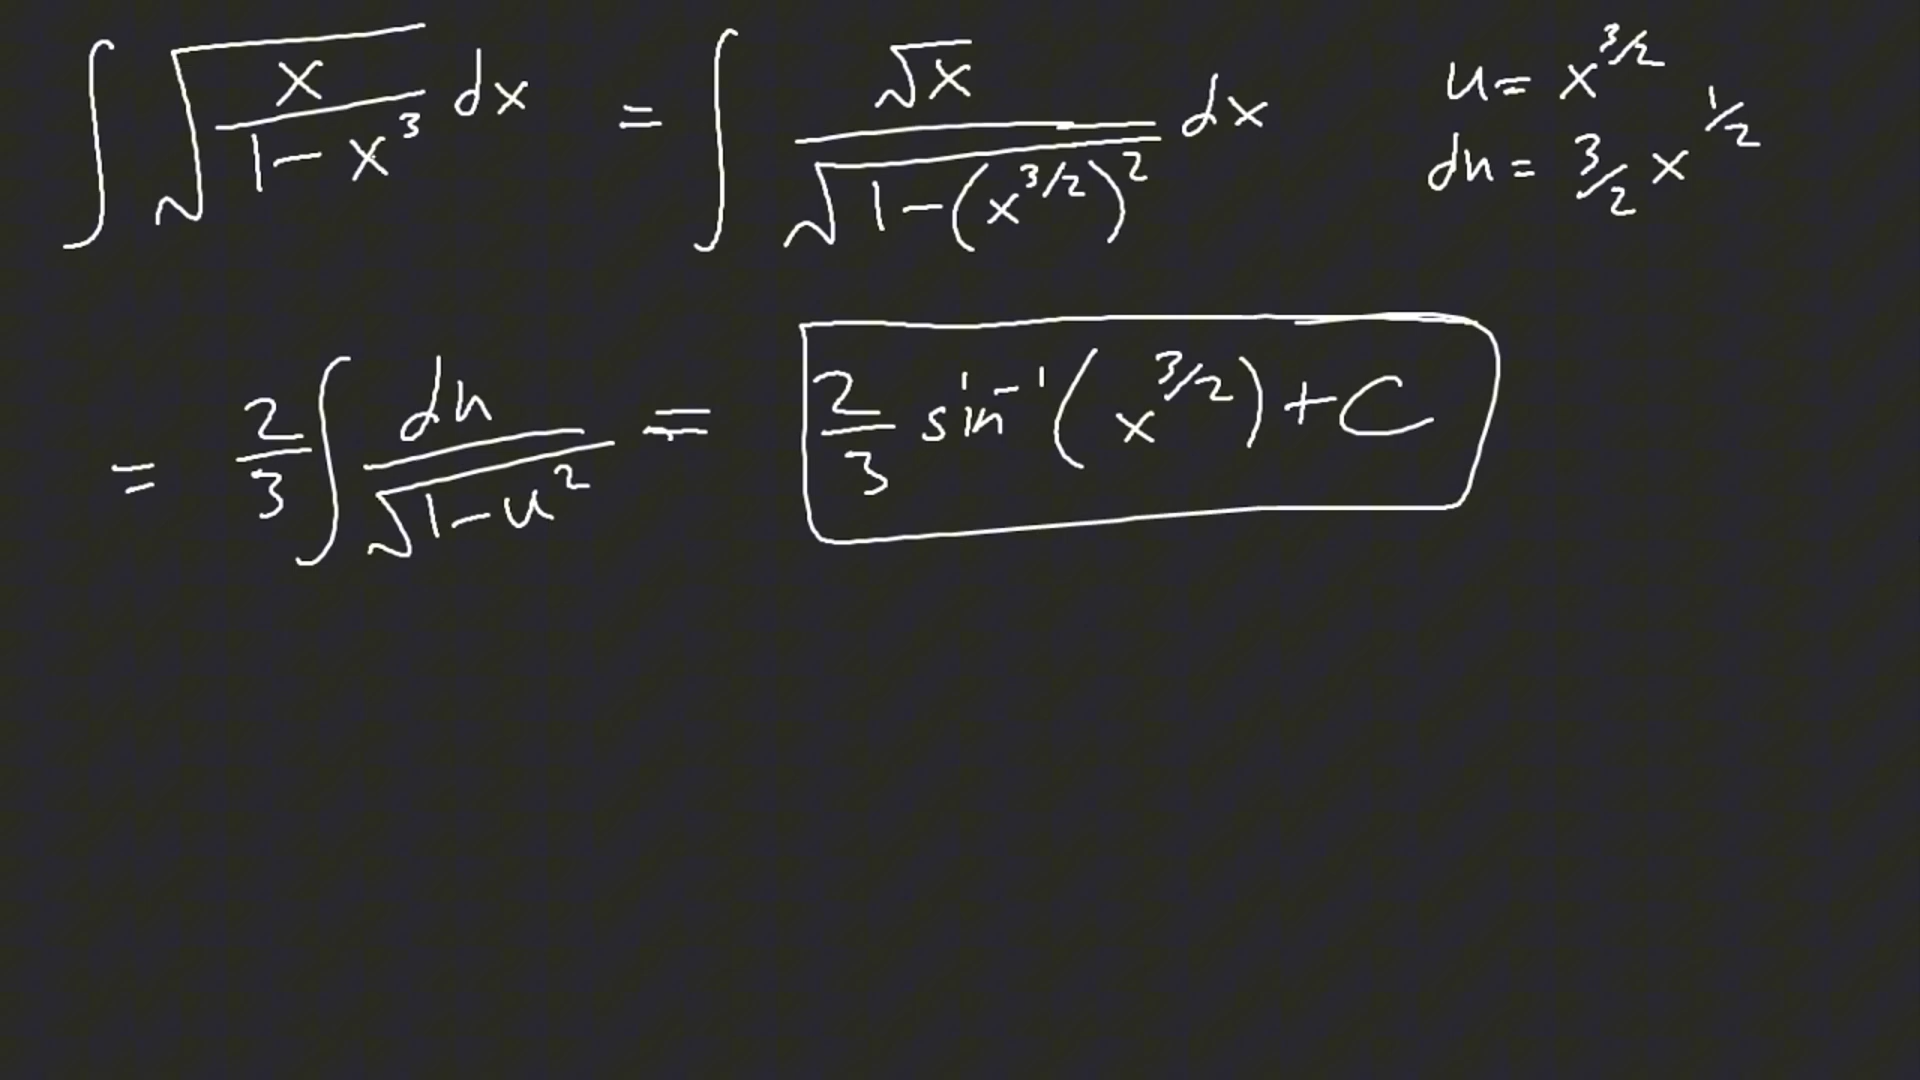 ∫ √(x/(1-x³)) dx = ∫ √x/√(1-(x^{3/2})²) dx u= x^{3/2}
du= 3/2 x^{1/2}
= 2/3 ∫ du/√(1-u²) = 2/3 sin⁻¹(x^{3/2})+C